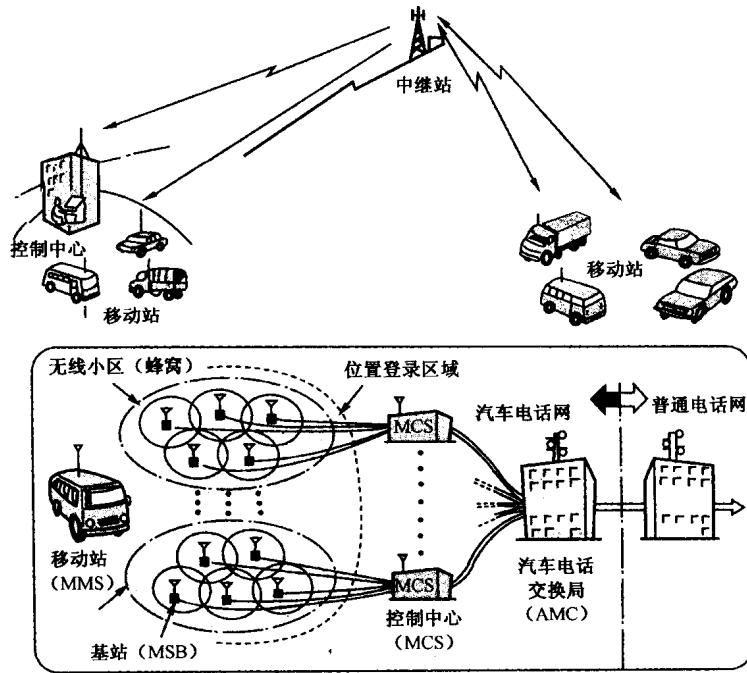 中继站
控制中心
移动站
移动站
无线小区（蜂窝）
位置登录区域
汽车电话网
普通电话网
MCS
移动站
（MMS）
MCS
控制中心
（MCS）
汽车电话
交换局
（AMC）
基站（MSB）